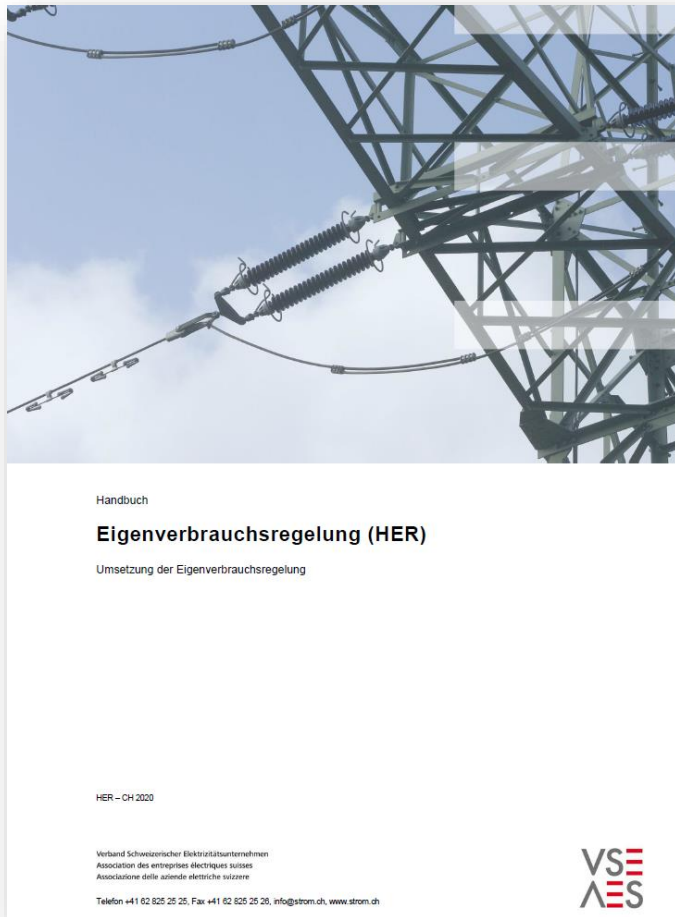 Handbuch
Eigenverbrauchsregelung (HER)
Umsetzung der Eigenverbrauchsregelung
HER – CH 2020
Verband Schweizerischer Elektrizitätsunternehmen
Association des entreprises électriques suisses
Associazione delle aziende elettriche svizzere
Telefon +41 62 825 25 25, Fax +41 62 825 25 26, info@strom.ch, www.strom.ch
VSE
AES